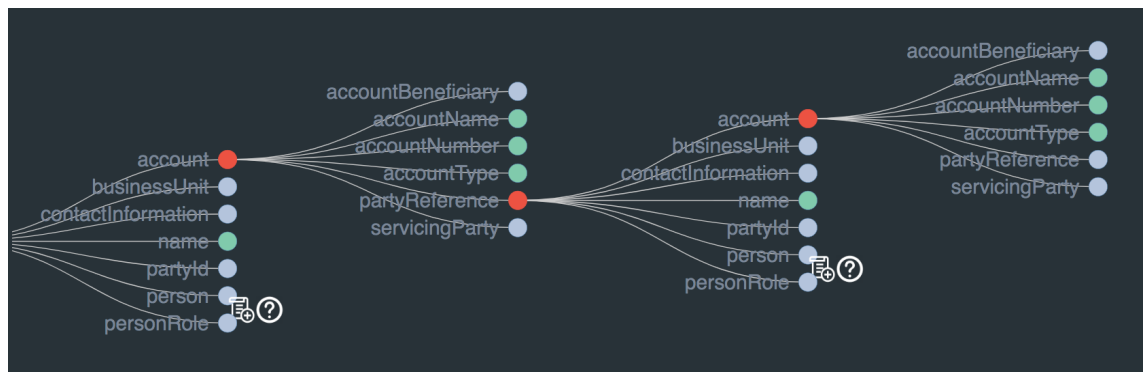 account
businessUnit
contactInformation
name
partyId
person
personRole
accountBeneficiary
accountName
accountNumber
accountType
partyReference
servicingParty
account
businessUnit
contactInformation
name
partyId
person
personRole
accountBeneficiary
accountName
accountNumber
accountType
partyReference
servicingParty